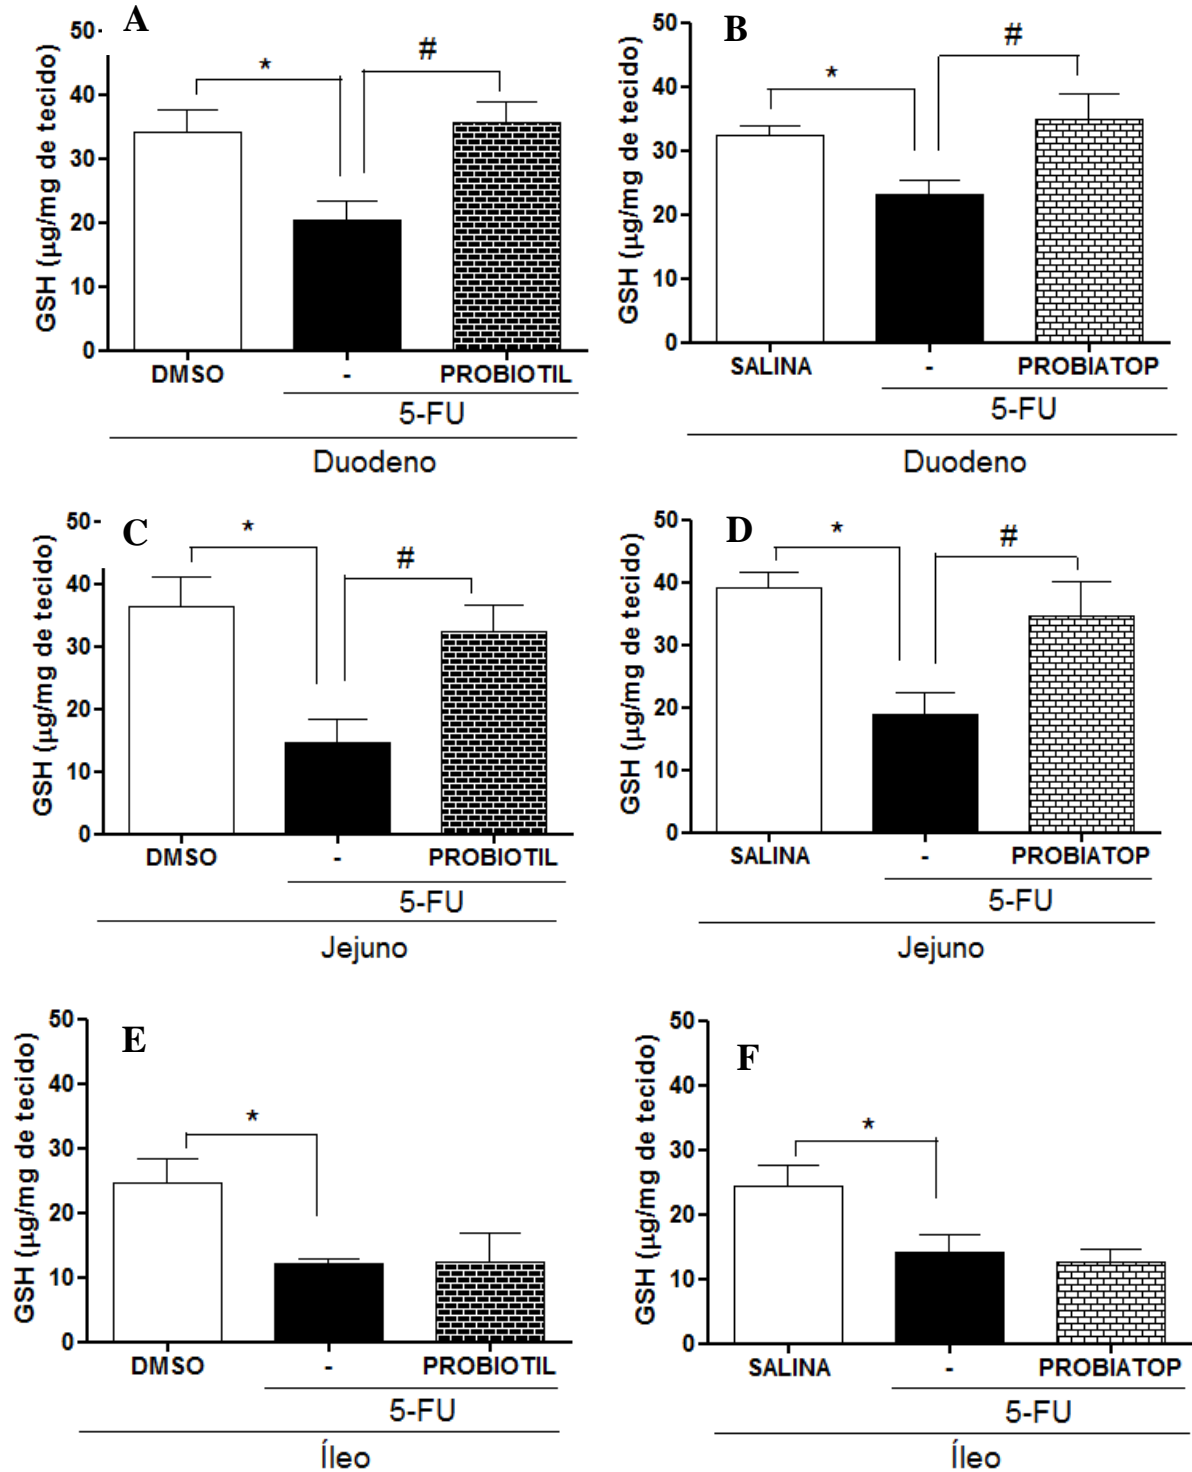 A
GSH (µg/mg de tecido)
50
40
30
20
10
0
*
#
DMSO - PROBIOTIL
5-FU
Duodeno
B
GSH (µg/mg de tecido)
50
40
30
20
10
0
*
#
SALINA - PROBIATOP
5-FU
Duodeno
C
GSH (µg/mg de tecido)
50
40
30
20
10
0
*
#
DMSO - PROBIOTIL
5-FU
Jejuno
D
GSH (µg/mg de tecido)
50
40
30
20
10
0
*
#
SALINA - PROBIATOP
5-FU
Jejuno
E
GSH (µg/mg de tecido)
50
40
30
20
10
0
*
DMSO - PROBIOTIL
5-FU
Íleo
F
GSH (µg/mg de tecido)
50
40
30
20
10
0
*
SALINA - PROBIATOP
5-FU
Íleo